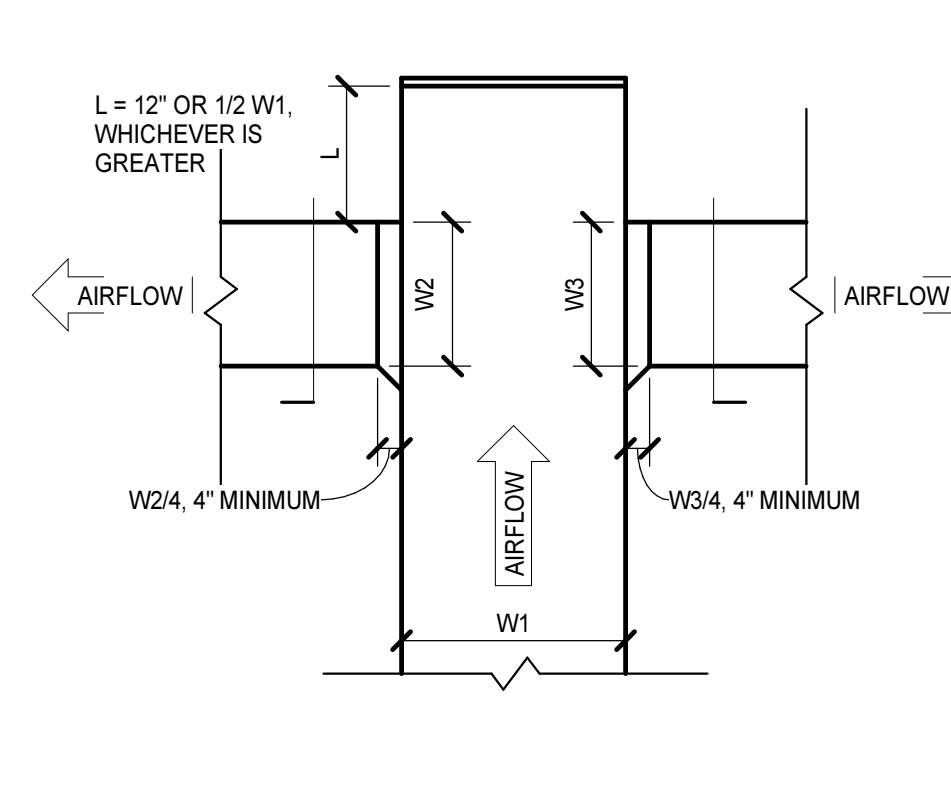 L = 12" OR 1/2 W1,
WHICHEVER IS
GREATER
L
W2
W3
AIRFLOW
AIRFLOW
W2/4, 4" MINIMUM
W3/4, 4" MINIMUM
AIRFLOW
W1